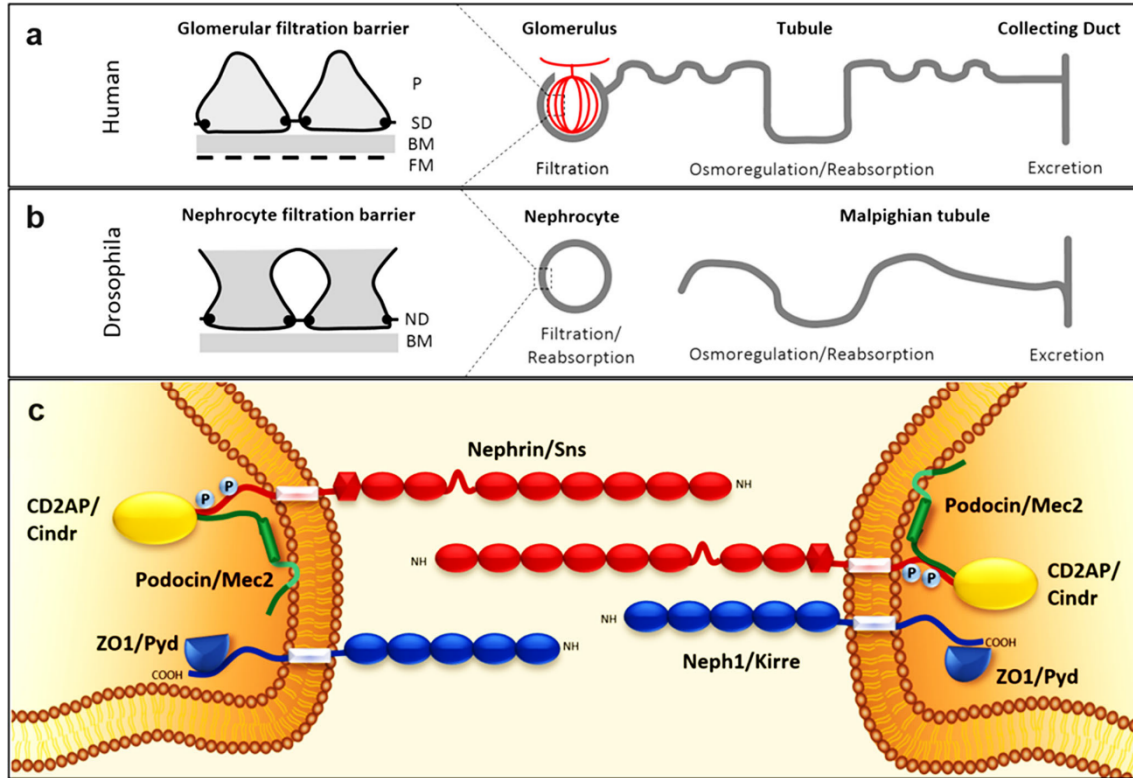 a
Human
Glomerular filtration barrier
P
SD
BM
FM
Glomerulus
Tubule
Collecting Duct
Filtration
Osmoregulation/Reabsorption
Excretion
b
Drosophila
Nephrocyte filtration barrier
ND
BM
Nephrocyte
Malpighian tubule
Filtration/
Reabsorption
Osmoregulation/Reabsorption
Excretion
c
Nephrin/Sns
NH
P
P
CD2AP/
Cindr
Podocin/Mec2
ZO1/Pyd
COOH
NH
NH
Podocin/Mec2
P
P
CD2AP/
Cindr
NH
Neph1/Kirre
COOH
ZO1/Pyd